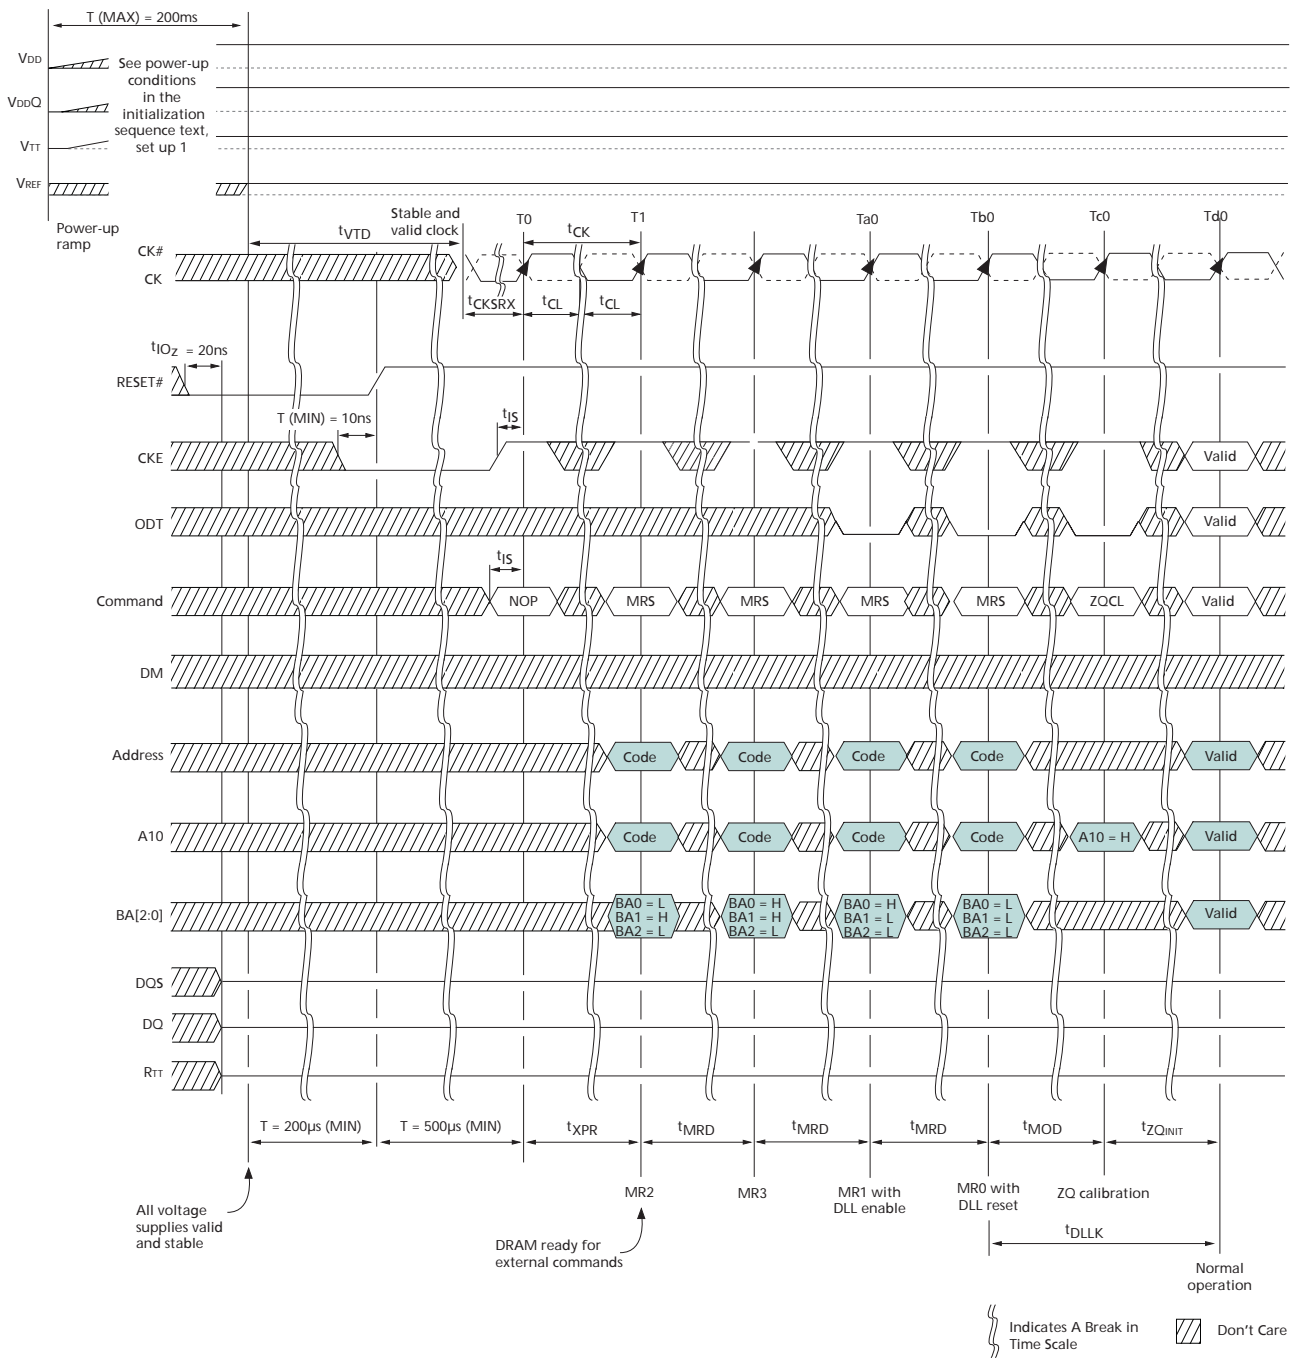 T (MAX) = 200ms
VDD
See power-up
conditions
in the
initialization
sequence text,
set up 1
VDDQ
VTT
VREF
Power-up
ramp
tVTD
Stable and
valid clock
T0
T1
Ta0
Tb0
Tc0
Td0
tCK
CK#
CK
tCKSRX
tCL
tCL
tIOz = 20ns
RESET#
T (MIN) = 10ns
tIS
CKE
Valid
ODT
Valid
tIS
Command
NOP
MRS
MRS
MRS
MRS
ZQCL
Valid
DM
Address
Code
Code
Code
Code
Valid
A10
Code
Code
Code
Code
A10 = H
Valid
BA[2:0]
BA0 = L
BA1 = H
BA2 = L
BA0 = H
BA1 = H
BA2 = L
BA0 = H
BA1 = L
BA2 = L
BA0 = L
BA1 = L
BA2 = L
Valid
DQS
DQ
RTT
T = 200µs (MIN)
T = 500µs (MIN)
tXPR
tMRD
tMRD
tMRD
tMOD
tZQINIT
MR2
MR3
MR1 with
DLL enable
MR0 with
DLL reset
ZQ calibration
All voltage
supplies valid
and stable
DRAM ready for
external commands
tDLLK
Normal
operation
Indicates A Break in
Time Scale
Don't Care